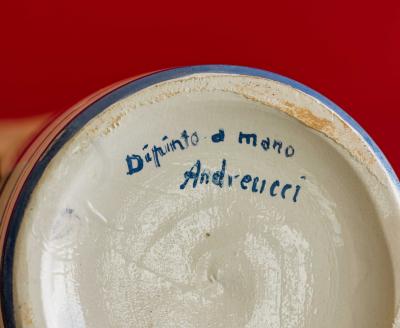 Dipinto a mano
Andreucci